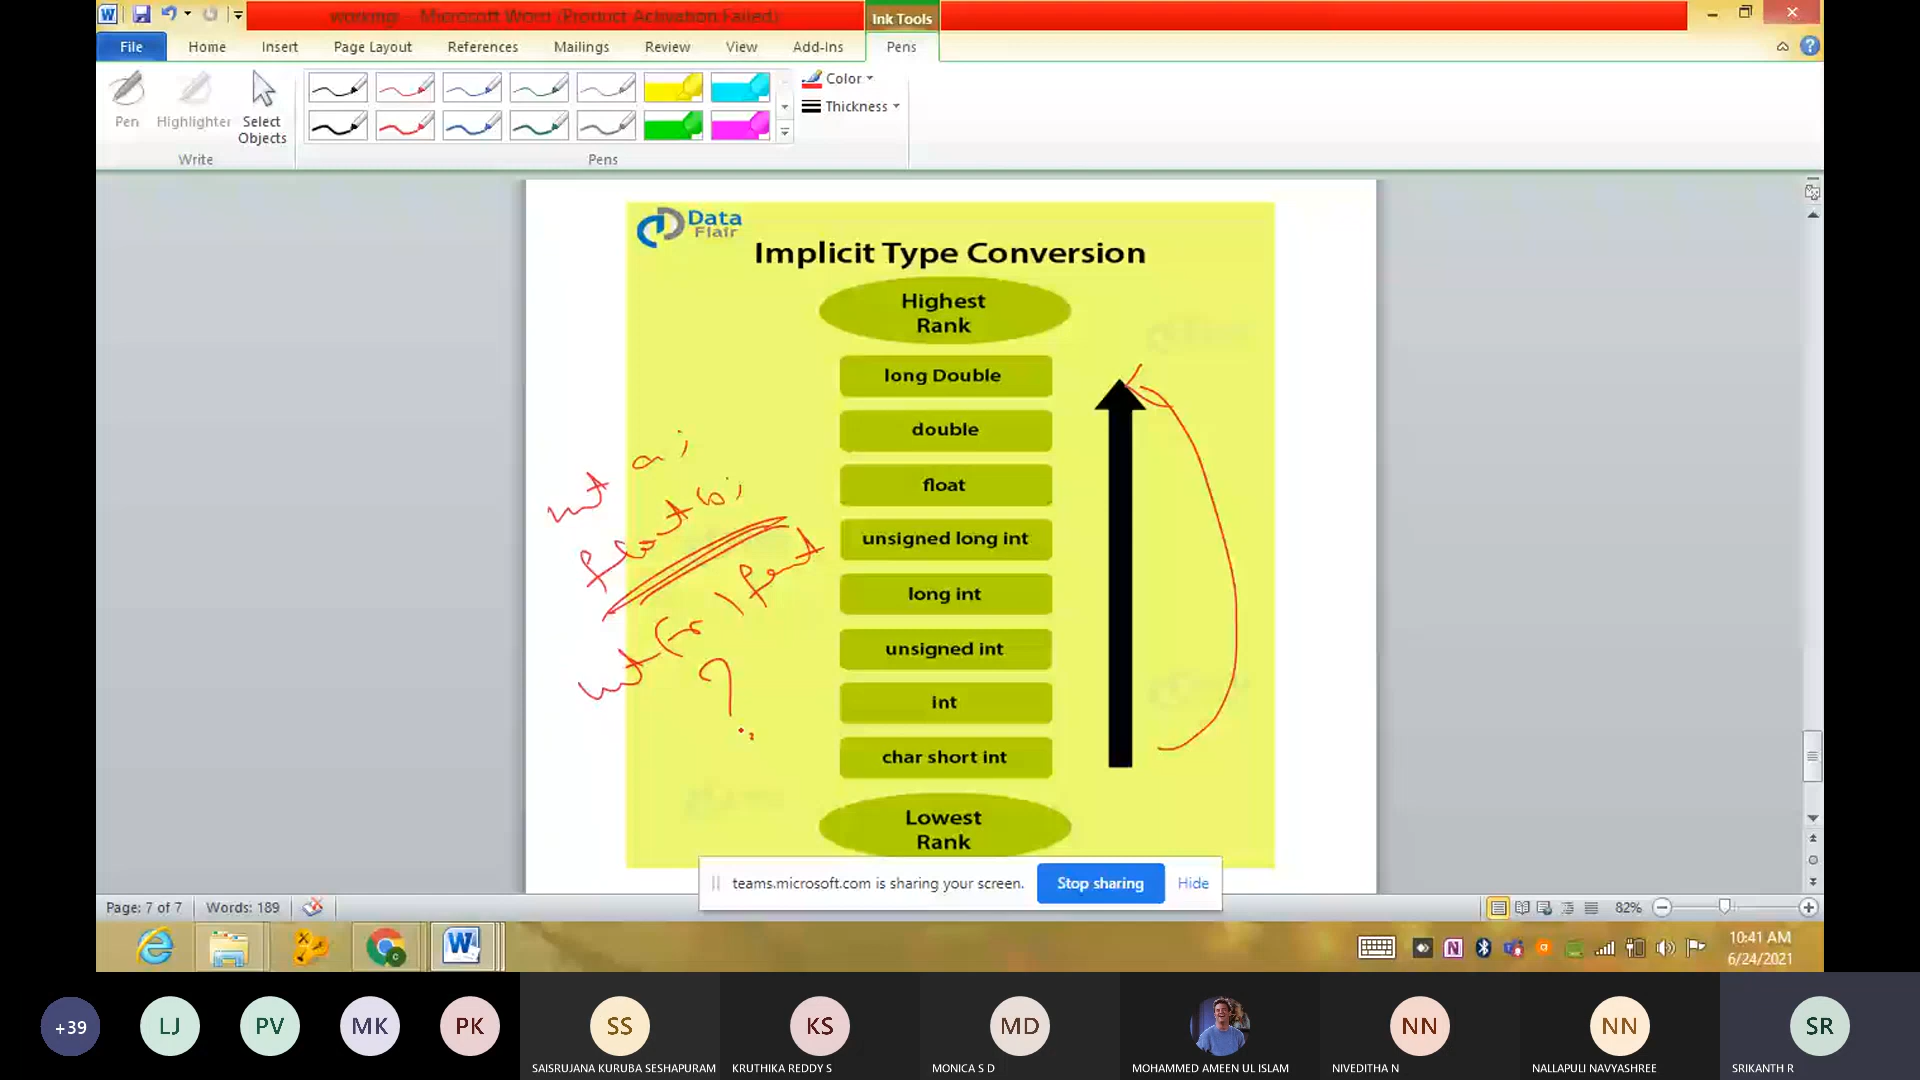 working - Microsoft Word (Product Activation Failed)
Ink Tools
File Home Insert Page Layout References Mailings Review View Add-Ins Pens
Pen Highlighter Select Objects
Color
Thickness
Write Pens
Data
Flair
Implicit Type Conversion
Highest
Rank
long Double
double
float
unsigned long int
long int
unsigned int
int
char short int
Lowest
Rank
int a;
float b;
int float
?
teams.microsoft.com is sharing your screen. Stop sharing Hide
Page: 7 of 7 Words: 189 82%
10:41 AM
6/24/2021
+39 LJ PV MK PK SS KS MD NN NN SR
SAISRUJANA KURUBA SESHAPURAM KRUTHIKA REDDY S MONICA S D MOHAMMED AMEEN UL ISLAM NIVEDITHA N NALLAPULI NAVYASHREE SRIKANTH R